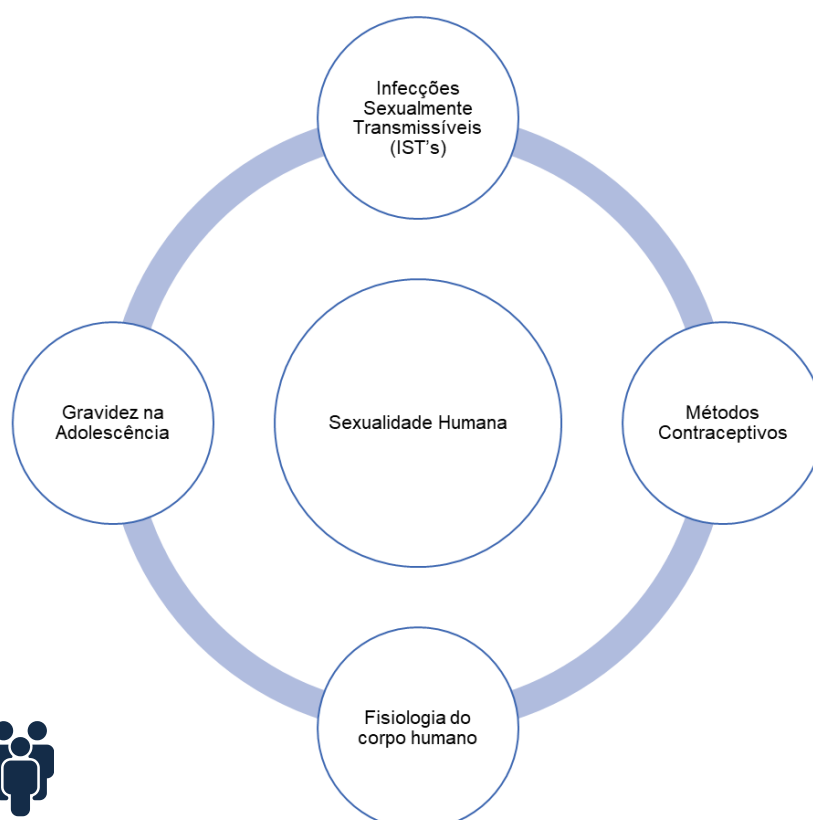 Infecções
Sexualmente
Transmissíveis
(IST's)
Gravidez na
Adolescência
Sexualidade Humana
Métodos
Contraceptivos
Fisiologia do
corpo humano